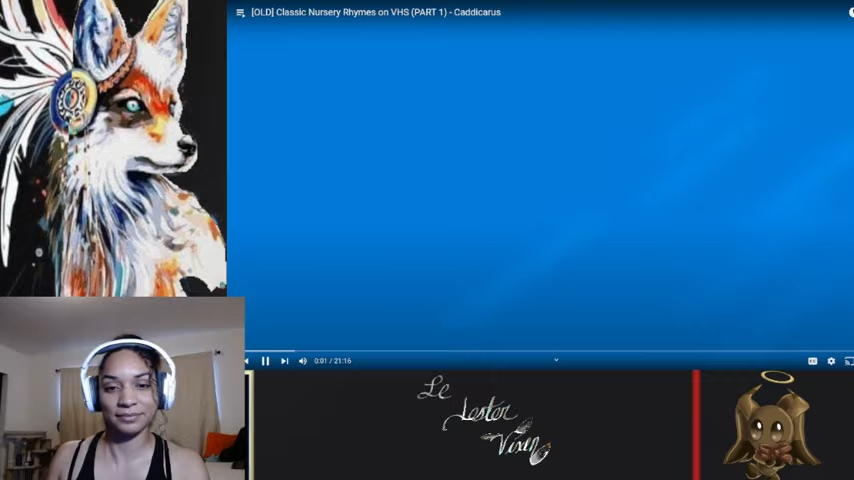 [OLD] Classic Nursery Rhymes on VHS (PART 1) - Caddicarus
0:01 / 21:16
Le
Lester
Vixen